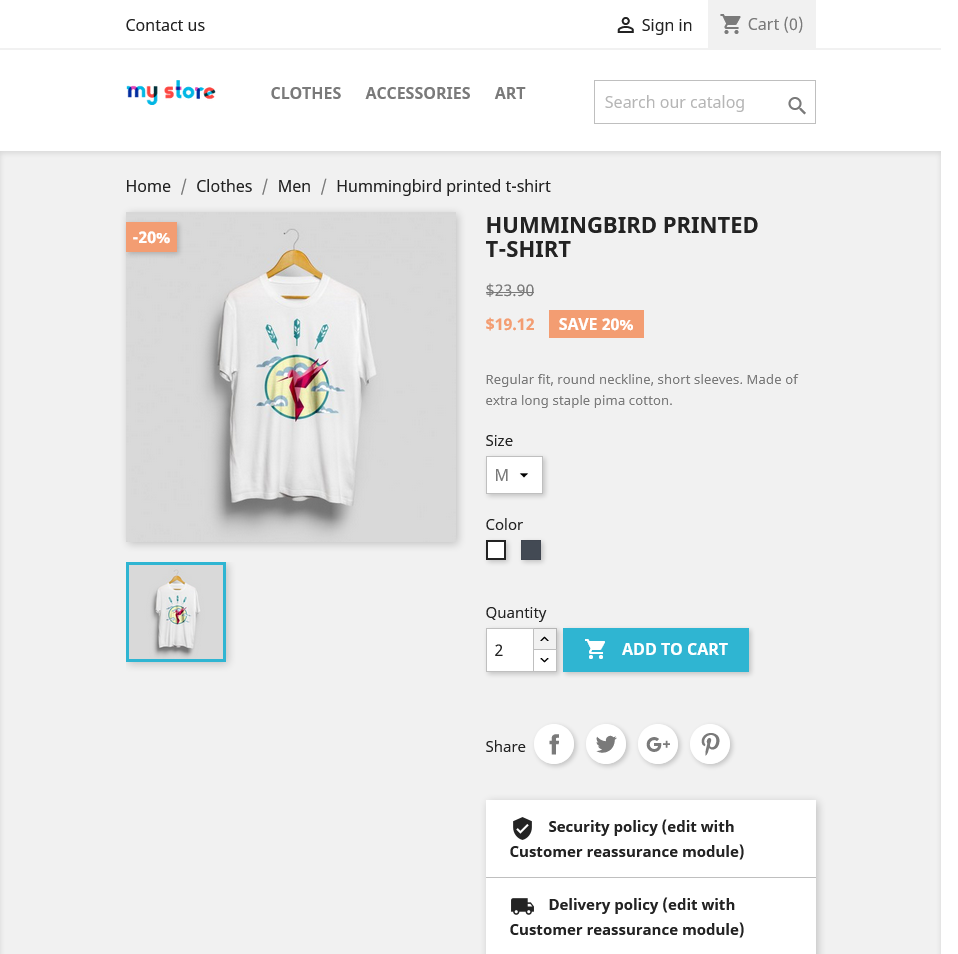 Contact us
Sign in
Cart (0)
my store
CLOTHES
ACCESSORIES
ART
Search our catalog
Home / Clothes / Men / Hummingbird printed t-shirt
-20%
HUMMINGBIRD PRINTED
T-SHIRT
$23.90
$19.12
SAVE 20%
Regular fit, round neckline, short sleeves. Made of
extra long staple pima cotton.
Size
M
Color
Quantity
2
ADD TO CART
Share
Security policy (edit with
Customer reassurance module)
Delivery policy (edit with
Customer reassurance module)